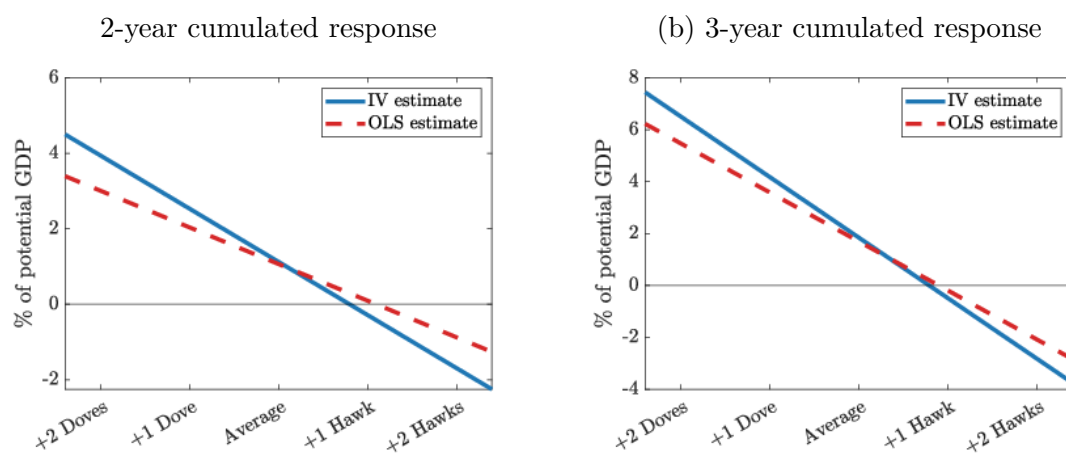 2-year cumulated response
6
4
2
0
-2
% of potential GDP
IV estimate
OLS estimate
+2 Doves
+1 Dove
Average
+1 Hawk
+2 Hawks
(b) 3-year cumulated response
8
6
4
2
0
-2
-4
% of potential GDP
IV estimate
OLS estimate
+2 Doves
+1 Dove
Average
+1 Hawk
+2 Hawks